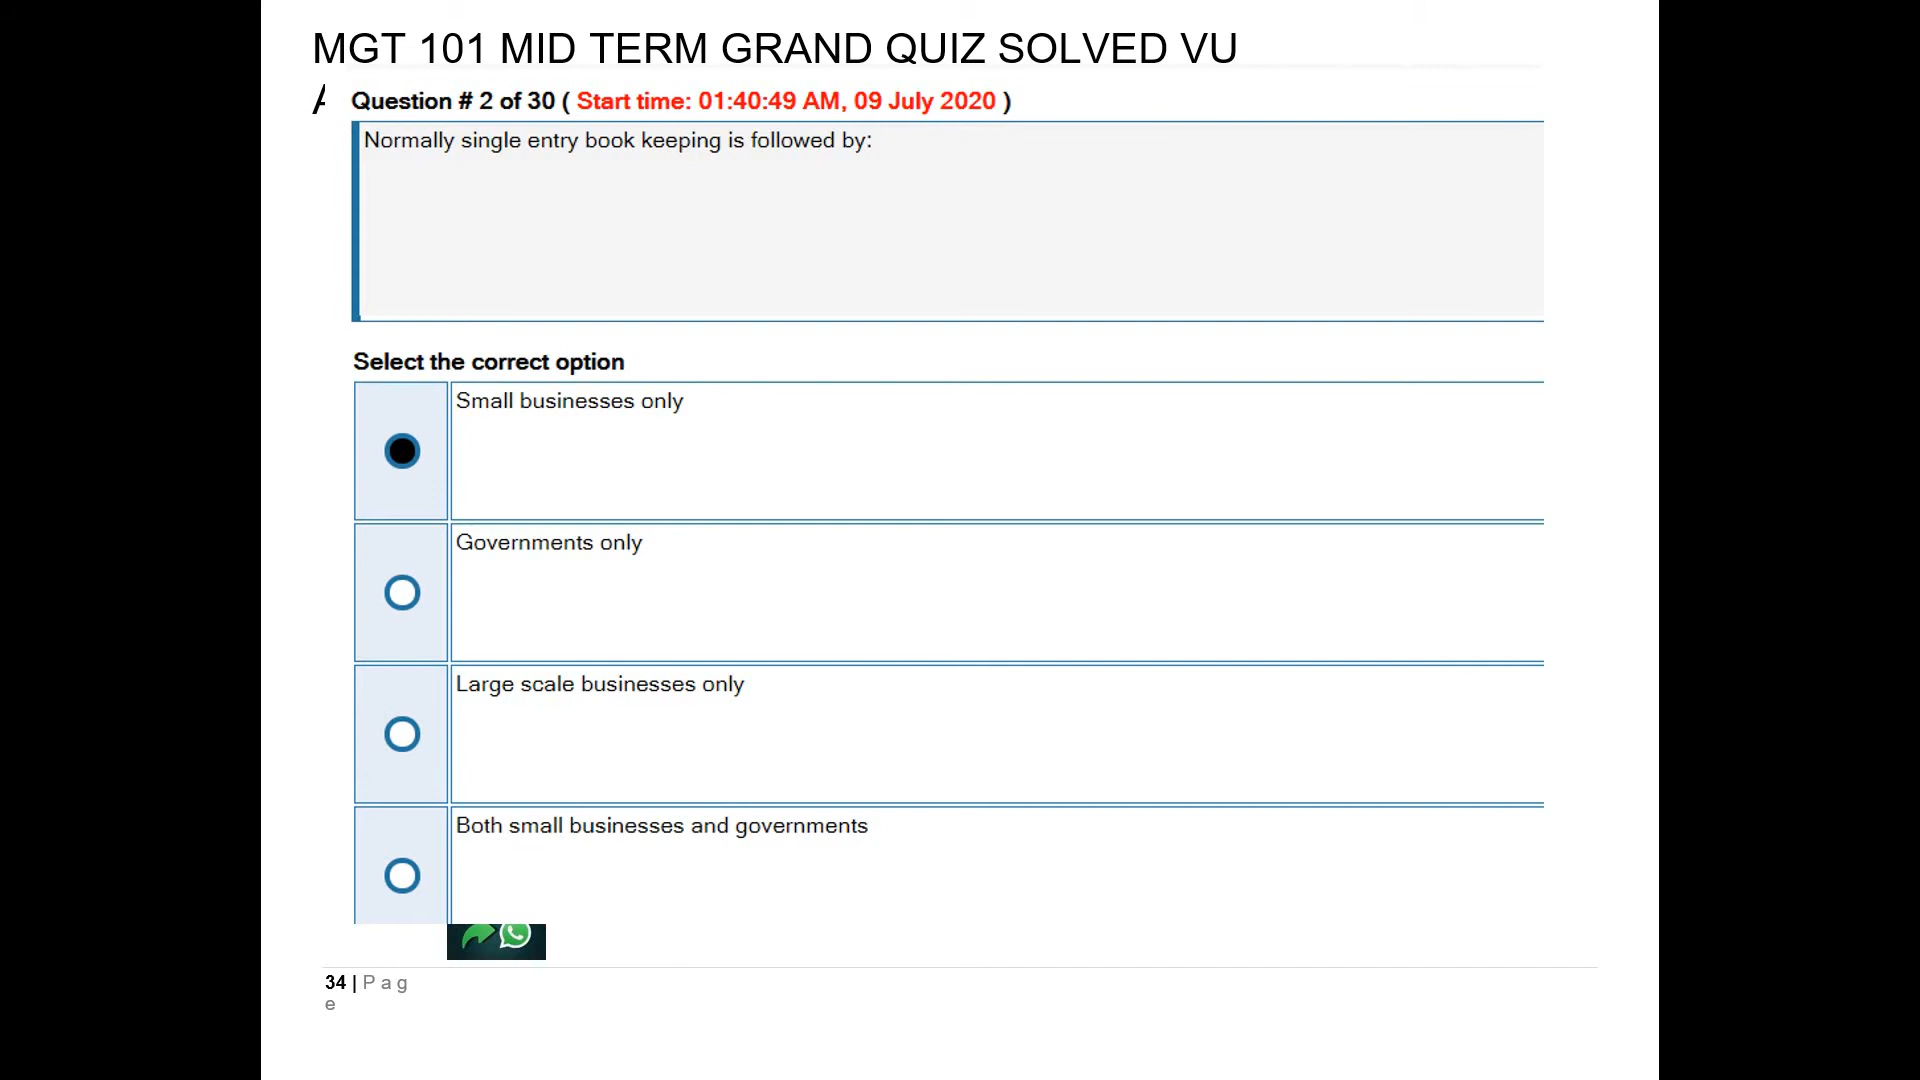 MGT 101 MID TERM GRAND QUIZ SOLVED VU
Question # 2 of 30 ( Start time: 01:40:49 AM, 09 July 2020 )
Normally single entry book keeping is followed by:
Select the correct option
Small businesses only
Governments only
Large scale businesses only
Both small businesses and governments
34 | P a g
e